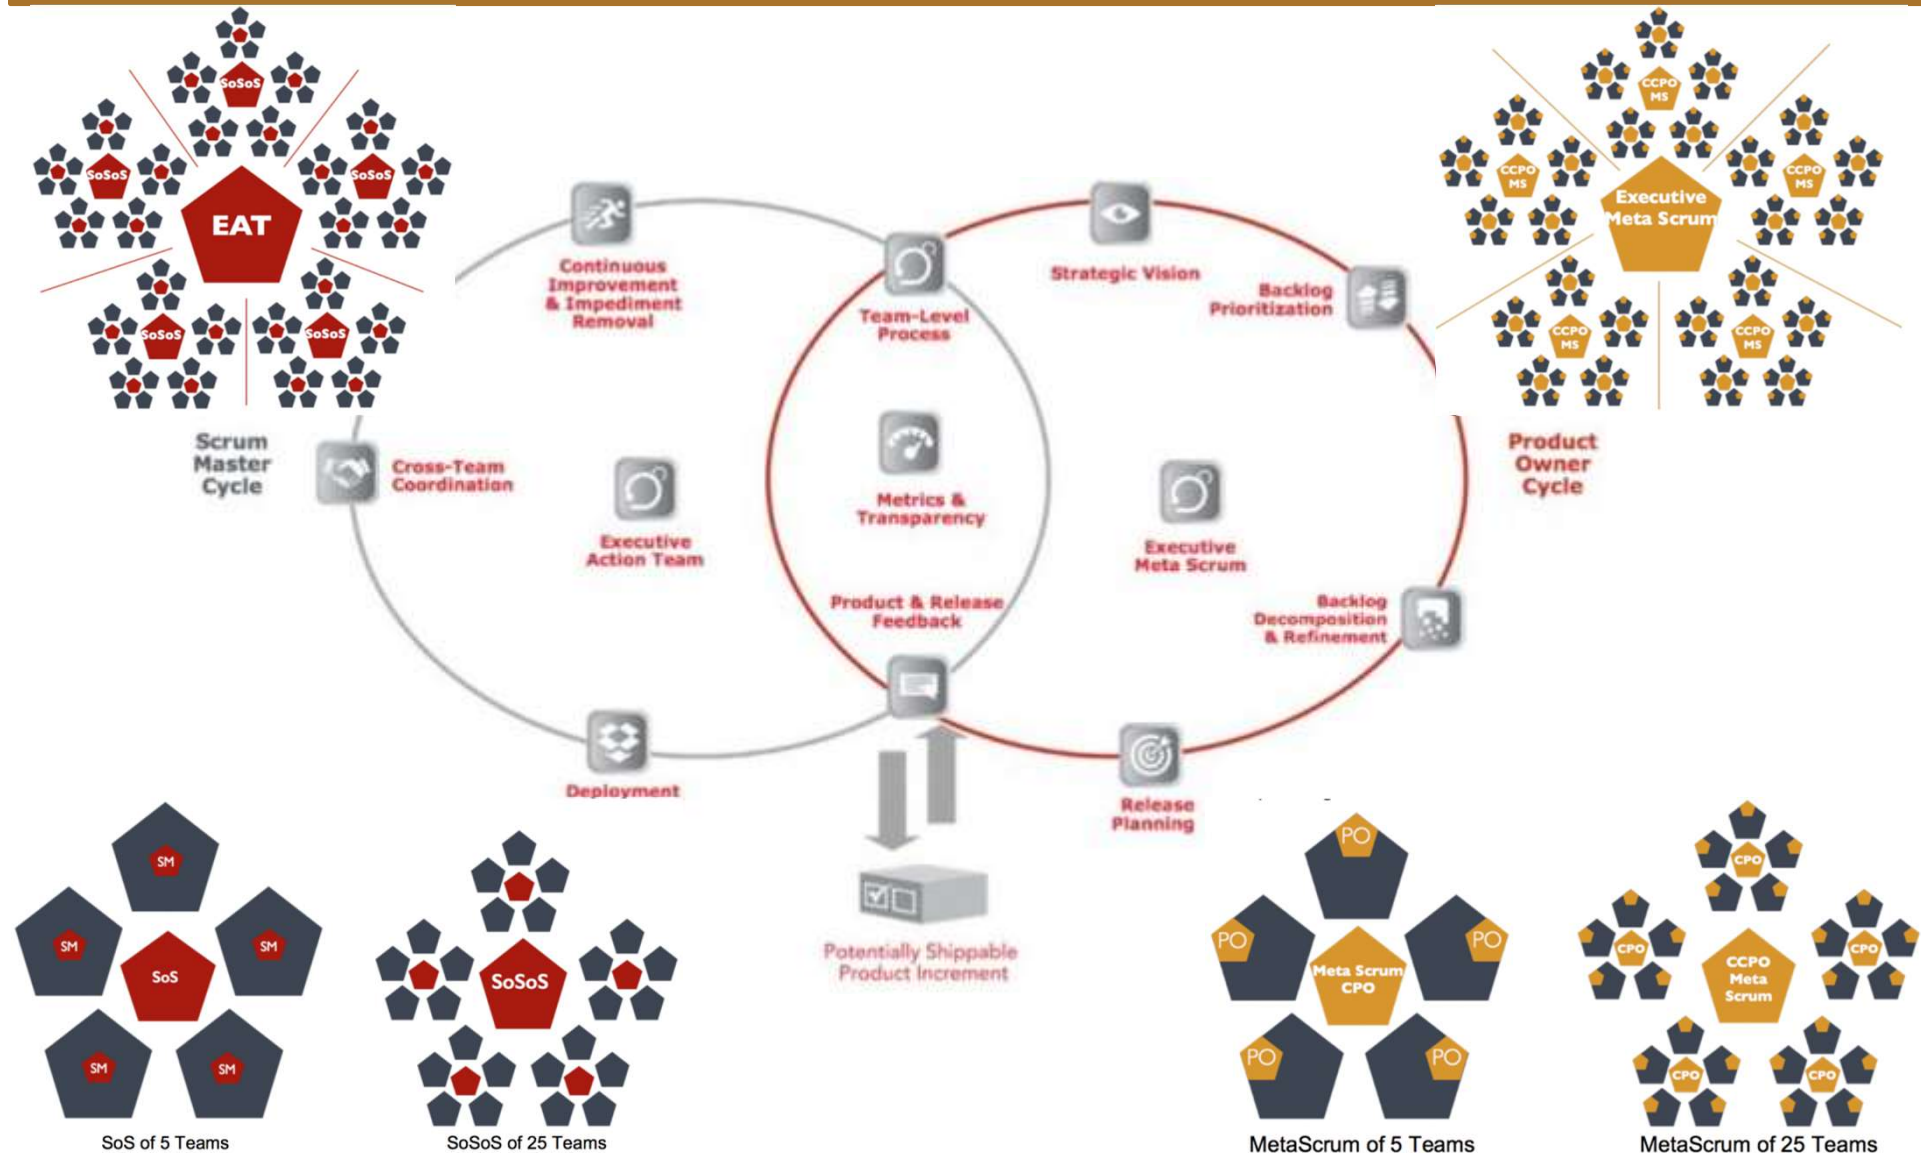 SoSoS
SoSoS
SoSoS
EAT
SoSoS
SoSoS
CCPO
MS
CCPO
MS
CCPO
MS
Executive
Meta Scrum
CCPO
MS
CCPO
MS
Continuous
Improvement
& Impediment
Removal
Team-Level
Process
Strategic Vision
Backlog
Prioritization
Scrum
Master
Cycle
Cross-Team
Coordination
Executive
Action Team
Metrics &
Transparency
Executive
Meta Scrum
Product
Owner
Cycle
Product & Release
Feedback
Backlog
Decomposition
& Refinement
Deployment
Release
Planning
Potentially Shippable
Product Increment
SM
SM
SM
SoS
SM
SM
SoS of 5 Teams
SoSoS
SoSoS of 25 Teams
PO
PO
PO
Meta Scrum
CPO
PO
PO
MetaScrum of 5 Teams
CPO
CPO
CPO
CCPO
Meta
Scrum
CPO
CPO
MetaScrum of 25 Teams